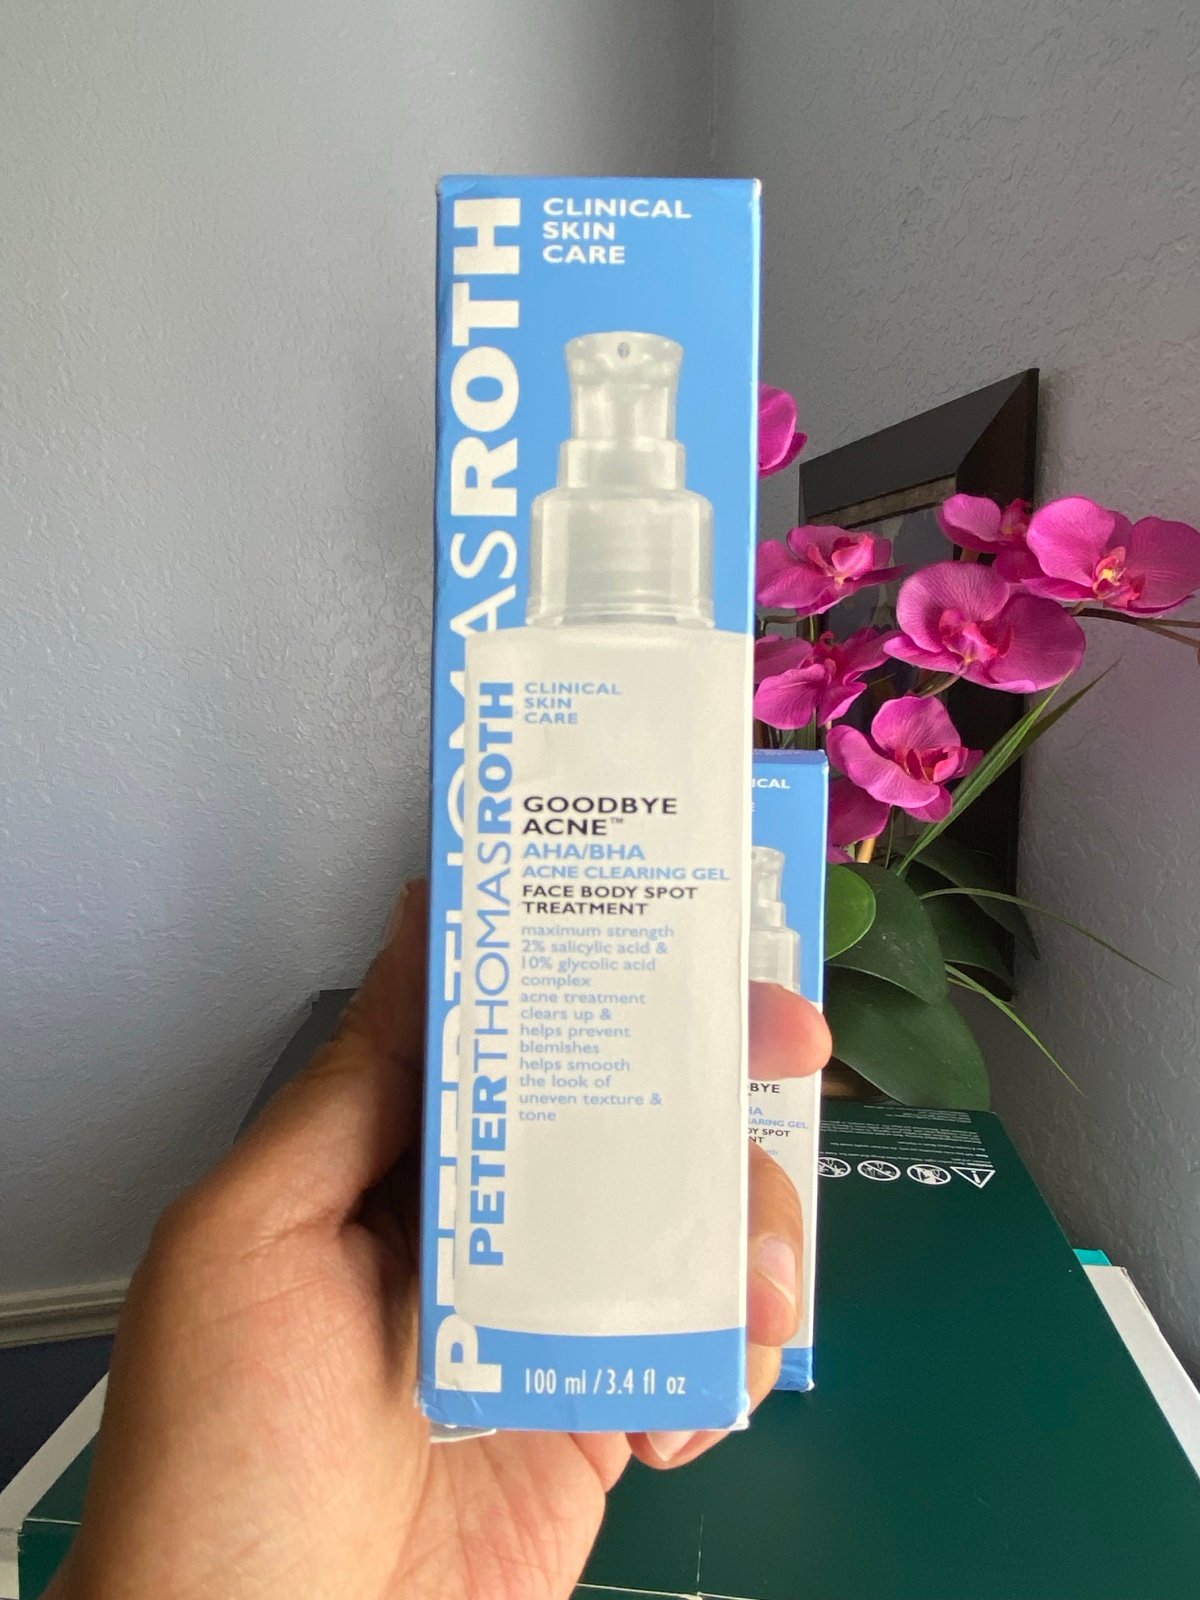 PETERTHOMASROTH
CLINICAL
SKIN
CARE
PETERTHOMASROTH
CLINICAL
SKIN
CARE
GOODBYE
ACNE™
AHA/BHA
ACNE CLEARING GEL
FACE BODY SPOT
TREATMENT
maximum strength
2% salicylic acid &
10% glycolic acid
complex
acne treatment
clears up &
helps prevent
blemishes
helps smooth
the look of
uneven texture &
tone
100 ml / 3.4 fl oz